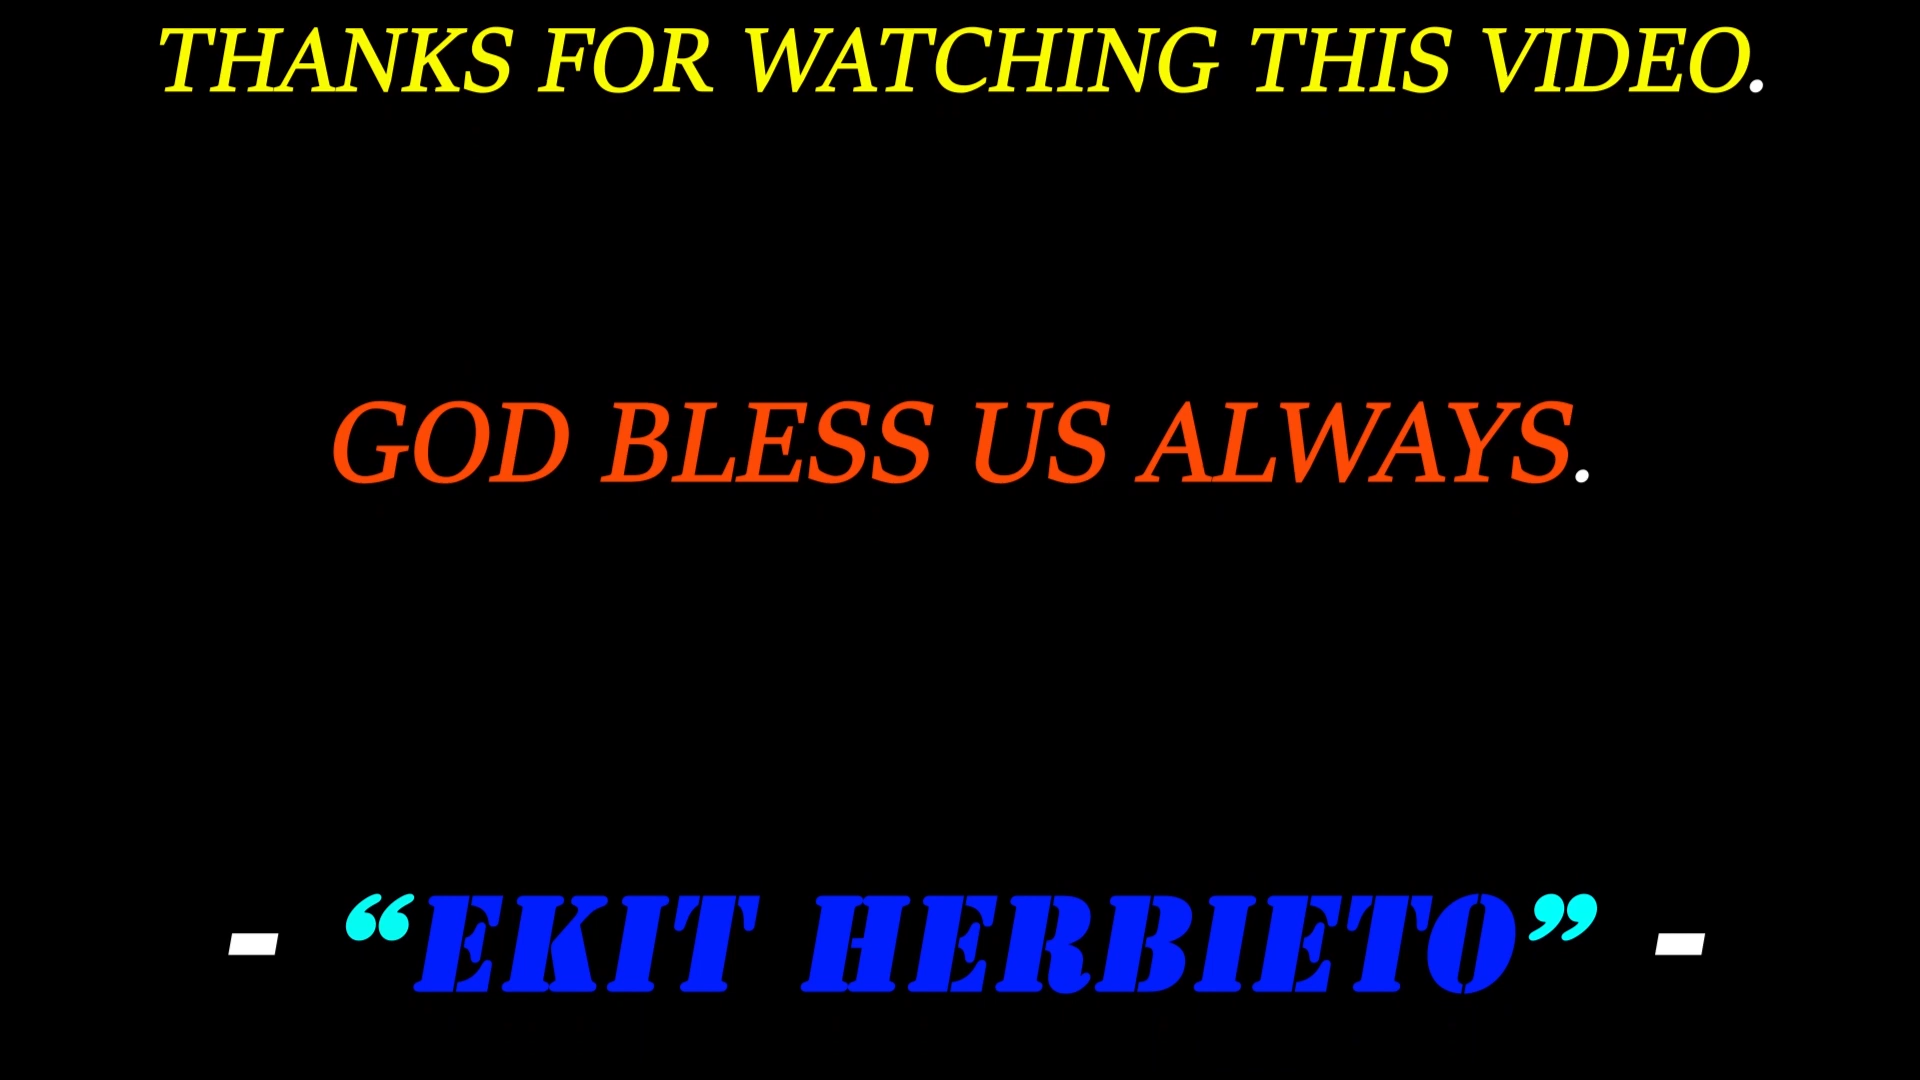 THANKS FOR WATCHING THIS VIDEO.
GOD BLESS US ALWAYS.
- “EKIT HERBIETO” -